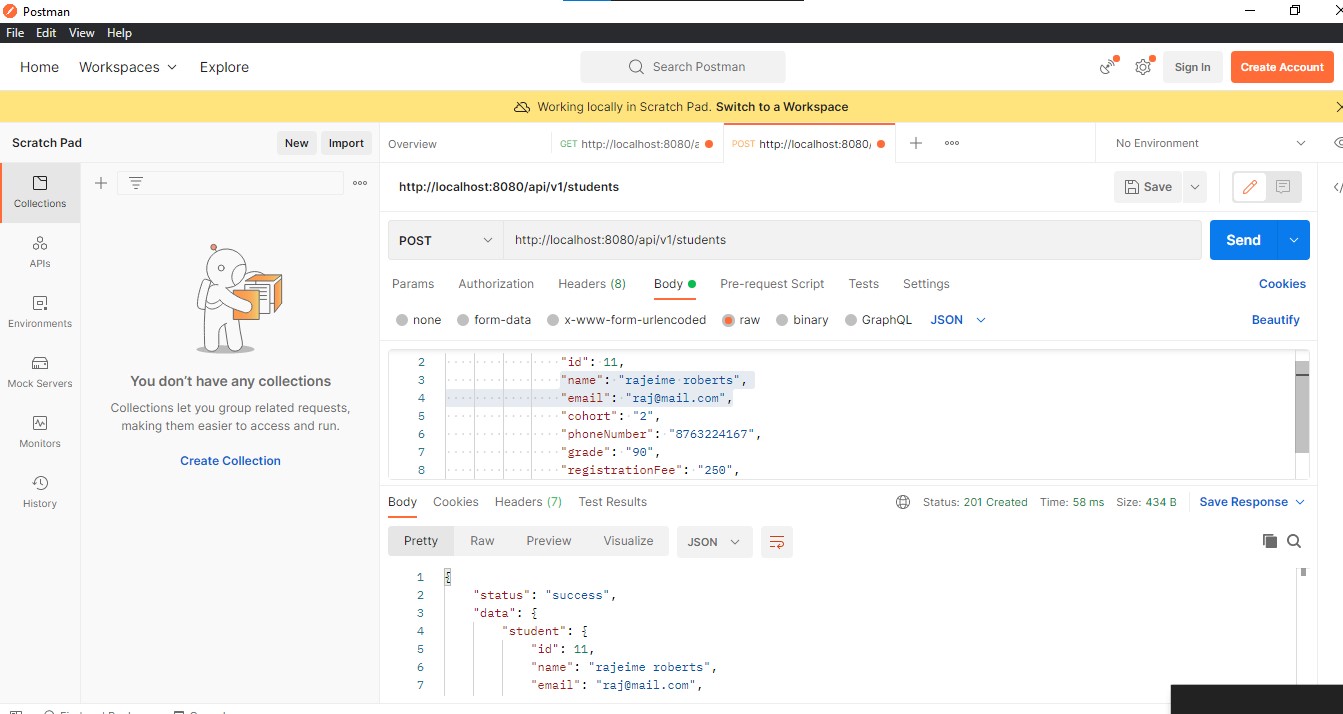 Postman
File Edit View Help
Home Workspaces Explore Search Postman Sign In Create Account
Working locally in Scratch Pad. Switch to a Workspace
Scratch Pad New Import Overview GET http://localhost:8080/a POST http://localhost:8080/ No Environment
Collections
APIs
Environments
Mock Servers
Monitors
History
You don't have any collections
Collections let you group related requests,
making them easier to access and run.
Create Collection
http://localhost:8080/api/v1/students Save
POST http://localhost:8080/api/v1/students Send
Params Authorization Headers (8) Body Pre-request Script Tests Settings Cookies
none form-data x-www-form-urlencoded raw binary GraphQL JSON Beautify
2 "id": 11,
3 "name": "rajeime roberts",
4 "email": "raj@mail.com",
5 "cohort": "2",
6 "phoneNumber": "8763224167",
7 "grade": "90",
8 "registrationFee": "250",
Body Cookies Headers (7) Test Results Status: 201 Created Time: 58 ms Size: 434 B Save Response
Pretty Raw Preview Visualize JSON
1 {
2 "status": "success",
3 "data": {
4 "student": {
5 "id": 11,
6 "name": "rajeime roberts",
7 "email": "raj@mail.com",